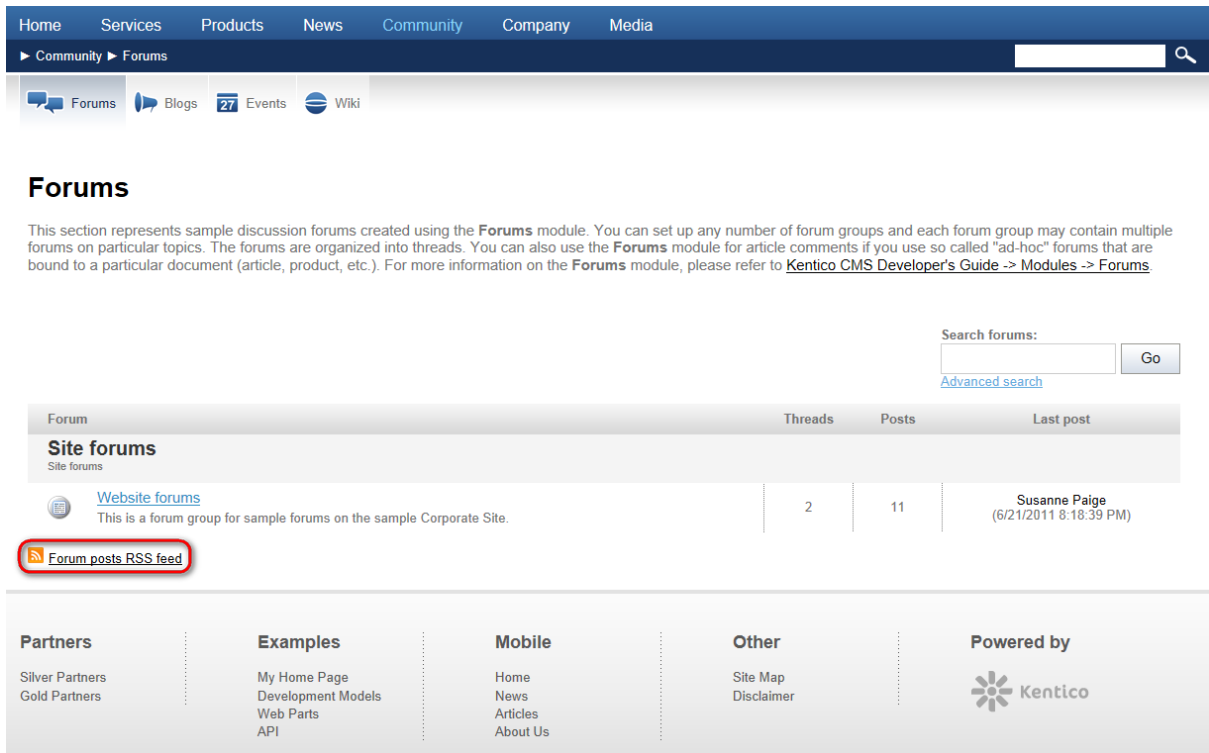 Home Services Products News Community Company Media
► Community ► Forums
Forums Blogs 27 Events Wiki
Forums
This section represents sample discussion forums created using the Forums module. You can set up any number of forum groups and each forum group may contain multiple
forums on particular topics. The forums are organized into threads. You can also use the Forums module for article comments if you use so called "ad-hoc" forums that are
bound to a particular document (article, product, etc.). For more information on the Forums module, please refer to Kentico CMS Developer's Guide -> Modules -> Forums.
Search forums:
Go
Advanced search
Forum Threads Posts Last post
Site forums
Site forums
Website forums
This is a forum group for sample forums on the sample Corporate Site.
2 11
Susanne Paige
(6/21/2011 8:18:39 PM)
Forum posts RSS feed
Partners
Silver Partners
Gold Partners
Examples
My Home Page
Development Models
Web Parts
API
Mobile
Home
News
Articles
About Us
Other
Site Map
Disclaimer
Powered by
Kentico